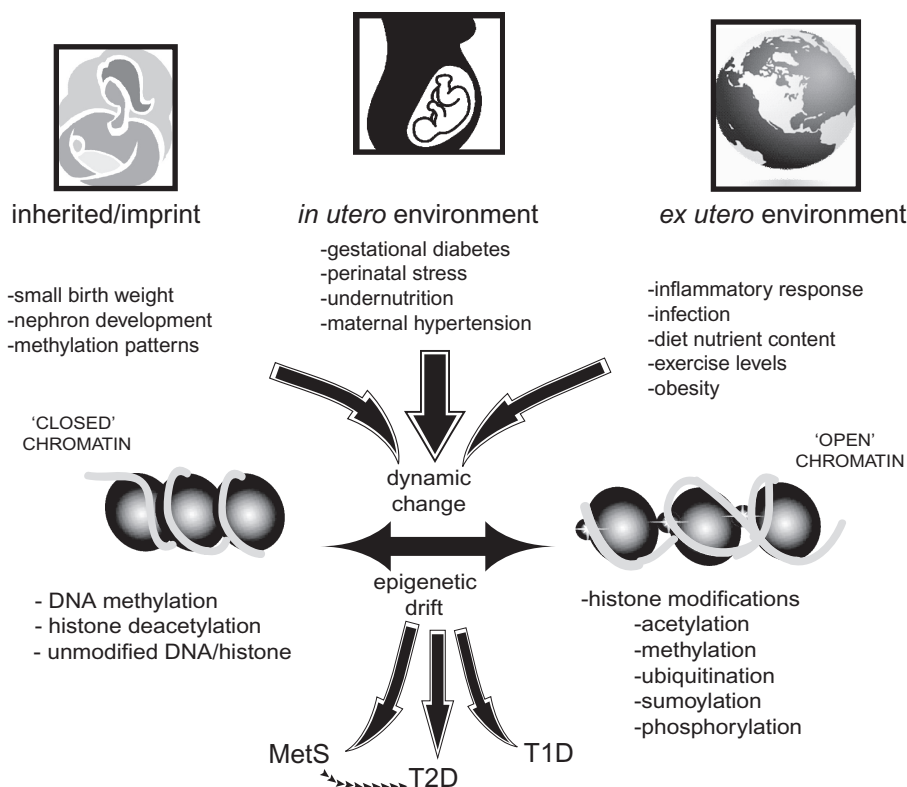 inherited/imprint
-small birth weight
-nephron development
-methylation patterns
in utero environment
-gestational diabetes
-perinatal stress
-undernutrition
-maternal hypertension
ex utero environment
-inflammatory response
-infection
-diet nutrient content
-exercise levels
-obesity
'CLOSED'
CHROMATIN
dynamic
change
'OPEN'
CHROMATIN
epigenetic
drift
- DNA methylation
- histone deacetylation
- unmodified DNA/histone
-histone modifications
-acetylation
-methylation
-ubiquitination
-sumoylation
-phosphorylation
MetS
T2D
T1D